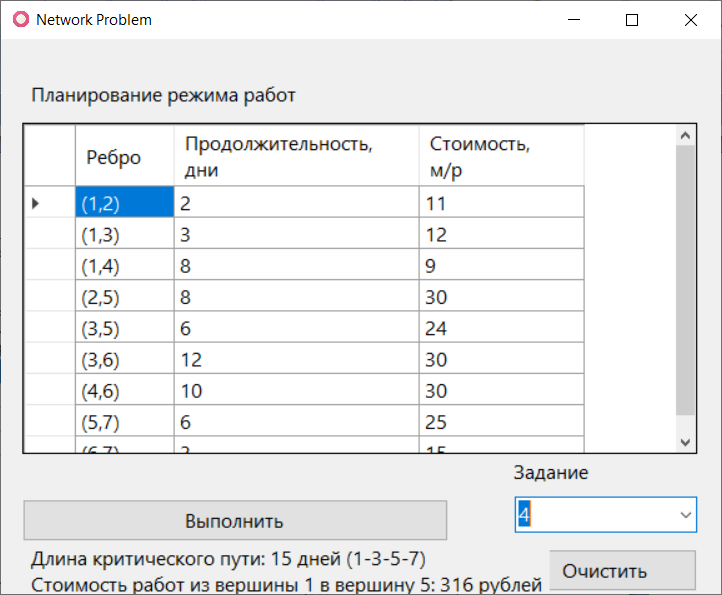 Network Problem
Планирование режима работ
Ребро Продолжительность, дни Стоимость, м/р
(1,2) 2 11
(1,3) 3 12
(1,4) 8 9
(2,5) 8 30
(3,5) 6 24
(3,6) 12 30
(4,6) 10 30
(5,7) 6 25
Задание
4
Выполнить
Длина критического пути: 15 дней (1-3-5-7)
Очистить
Стоимость работ из вершины 1 в вершину 5: 316 рублей